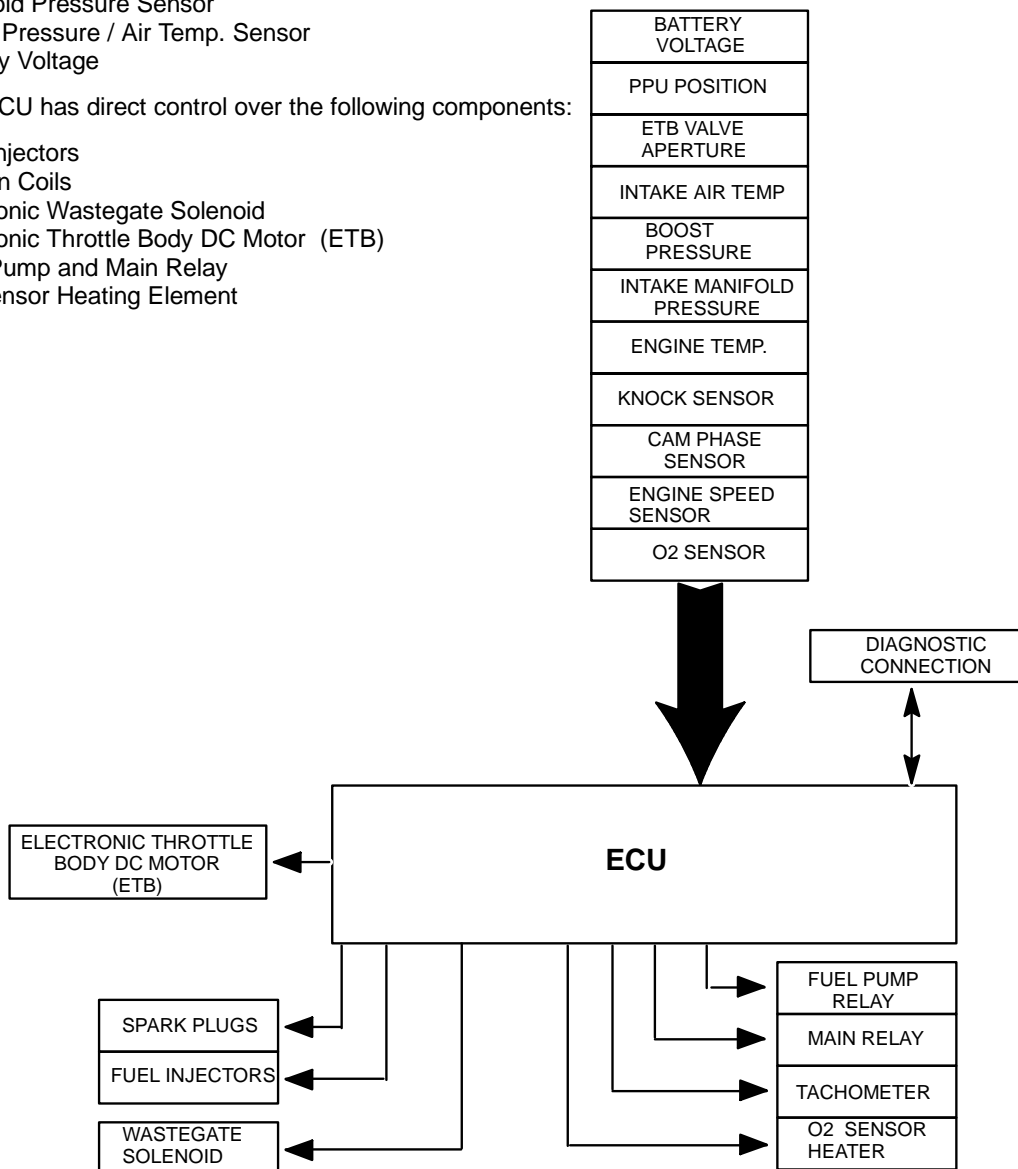 Pressure Sensor
Pressure / Air Temp. Sensor
Voltage
CU has direct control over the following components:
njectors
n Coils
onic Wastegate Solenoid
onic Throttle Body DC Motor (ETB)
Pump and Main Relay
ensor Heating Element
BATTERY
VOLTAGE
PPU POSITION
ETB VALVE
APERTURE
INTAKE AIR TEMP
BOOST
PRESSURE
INTAKE MANIFOLD
PRESSURE
ENGINE TEMP.
KNOCK SENSOR
CAM PHASE
SENSOR
ENGINE SPEED
SENSOR
O2 SENSOR
DIAGNOSTIC
CONNECTION
ELECTRONIC THROTTLE
BODY DC MOTOR
(ETB)
ECU
SPARK PLUGS
FUEL INJECTORS
WASTEGATE
SOLENOID
FUEL PUMP
RELAY
MAIN RELAY
TACHOMETER
O2 SENSOR
HEATER